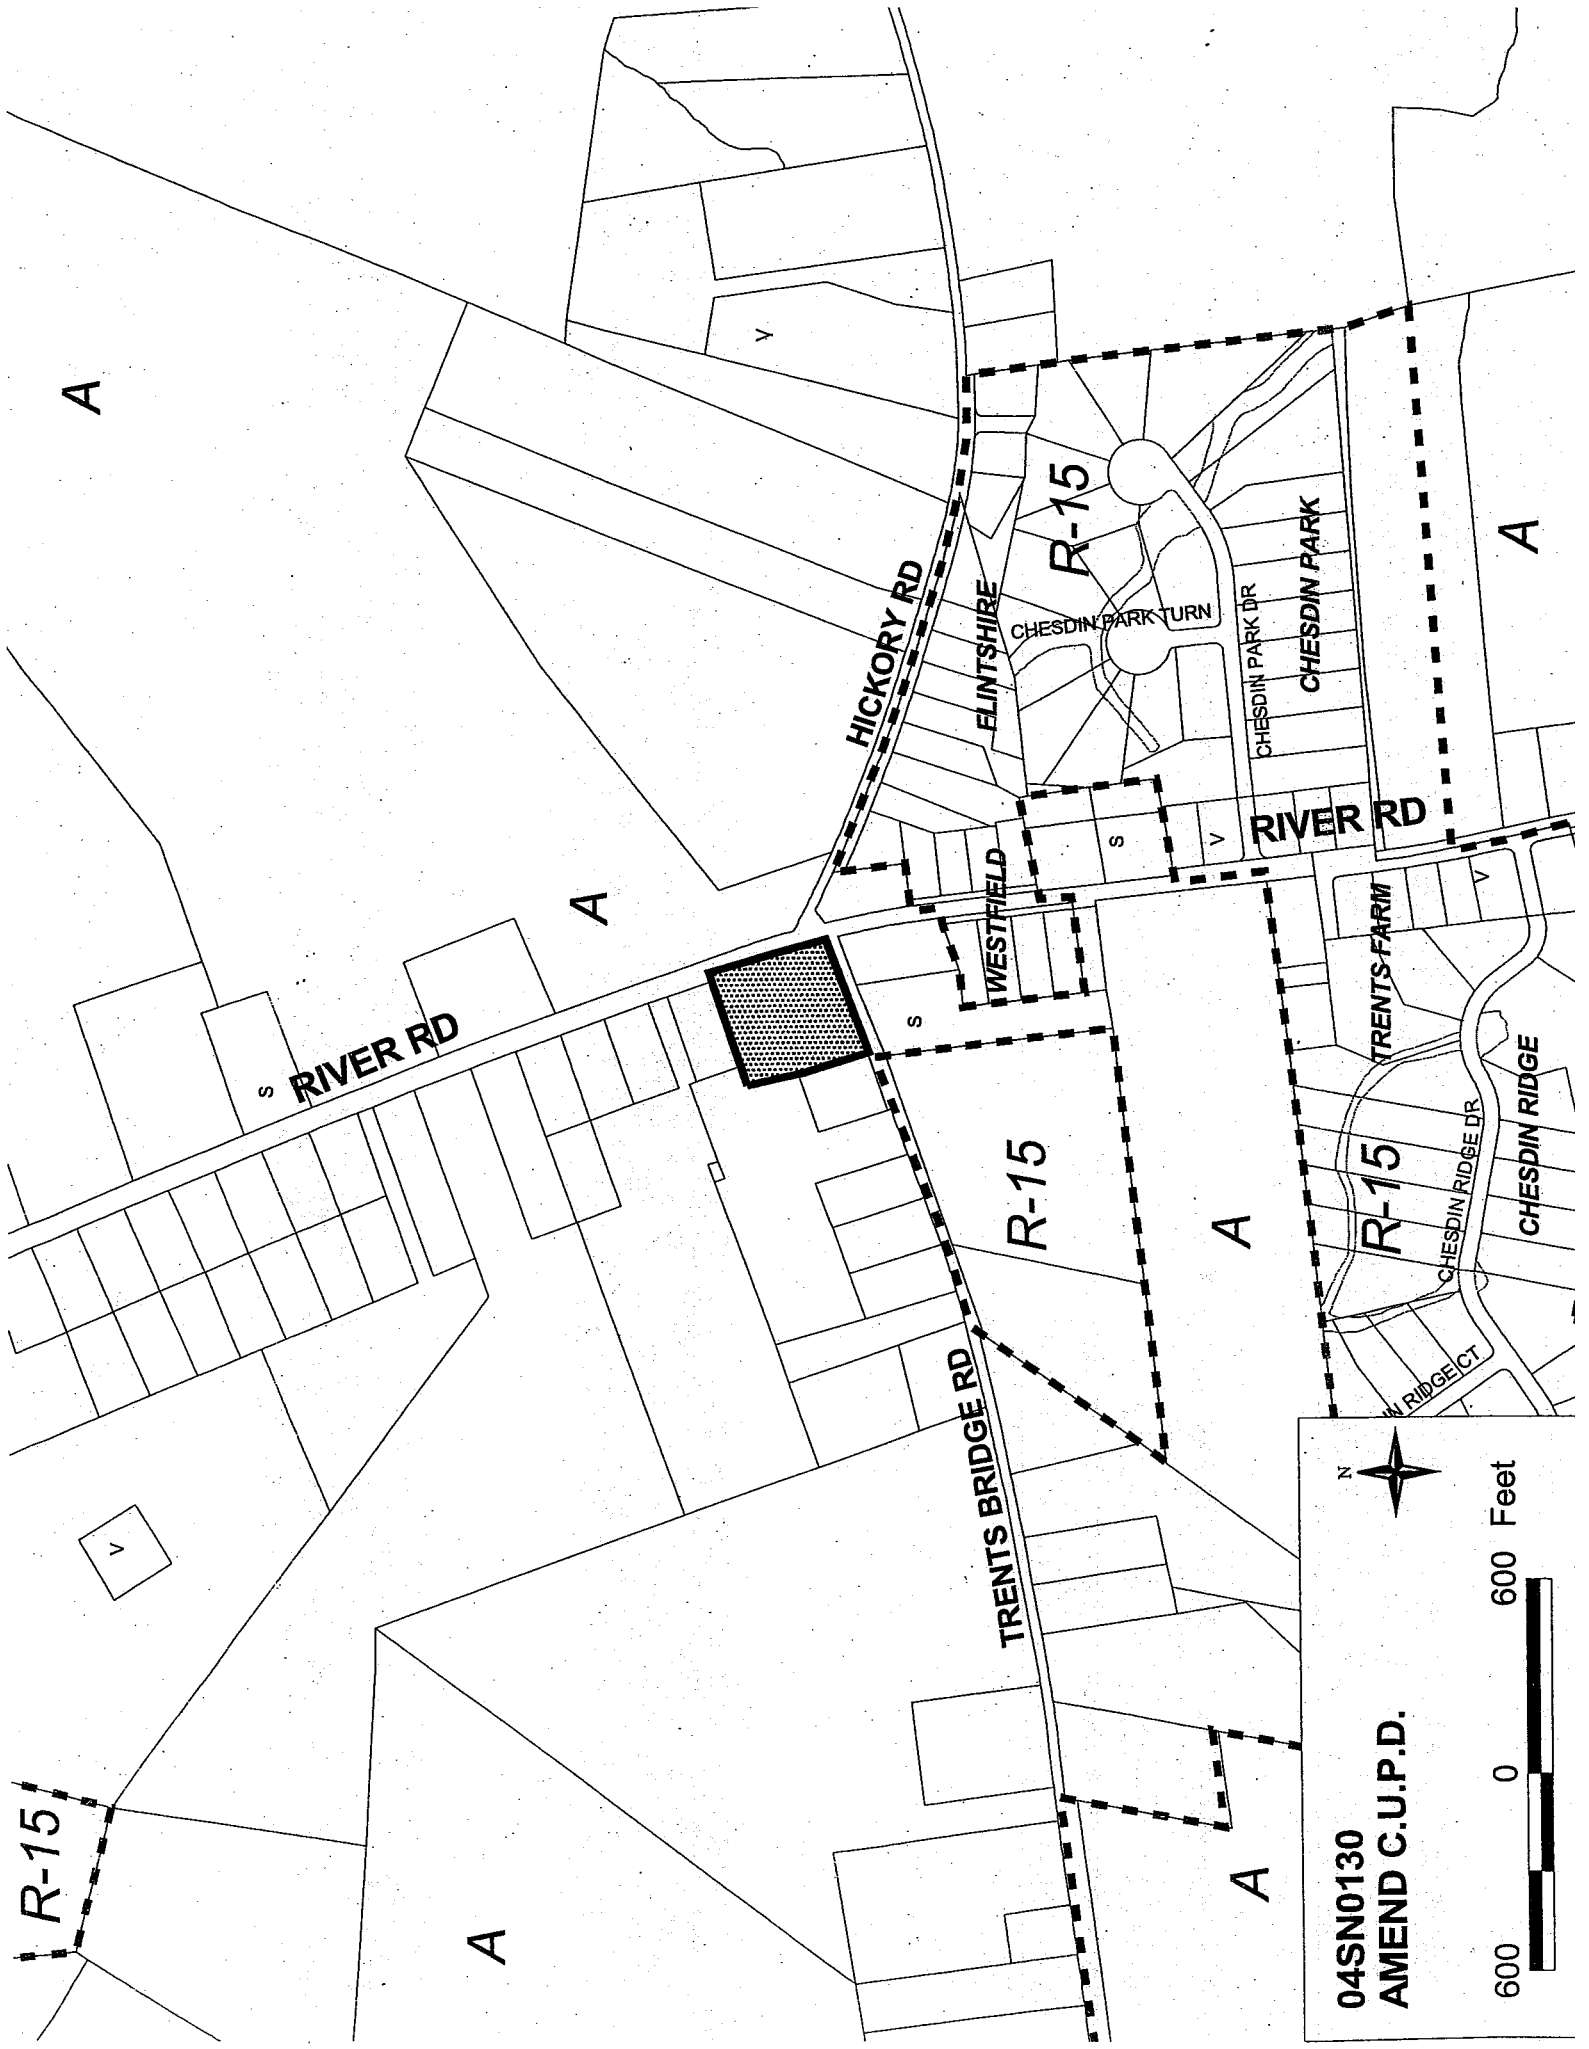 R-15
A
A
A
V
V
S
RIVER RD
HICKORY RD
FLINTSHIRE
R-15
CHESDIN PARK TURN
CHESDIN PARK DR
CHESDIN PARK
A
S
V
RIVER RD
WESTFIELD
S
TRENTS BRIDGE RD
R-15
A
TRENTS FARM
V
R-15
CHESDIN RIDGE DR
CHESDIN RIDGE
IN RIDGE CT
A
04SN0130
AMEND C.U.P.D.
N
600 0 600 Feet